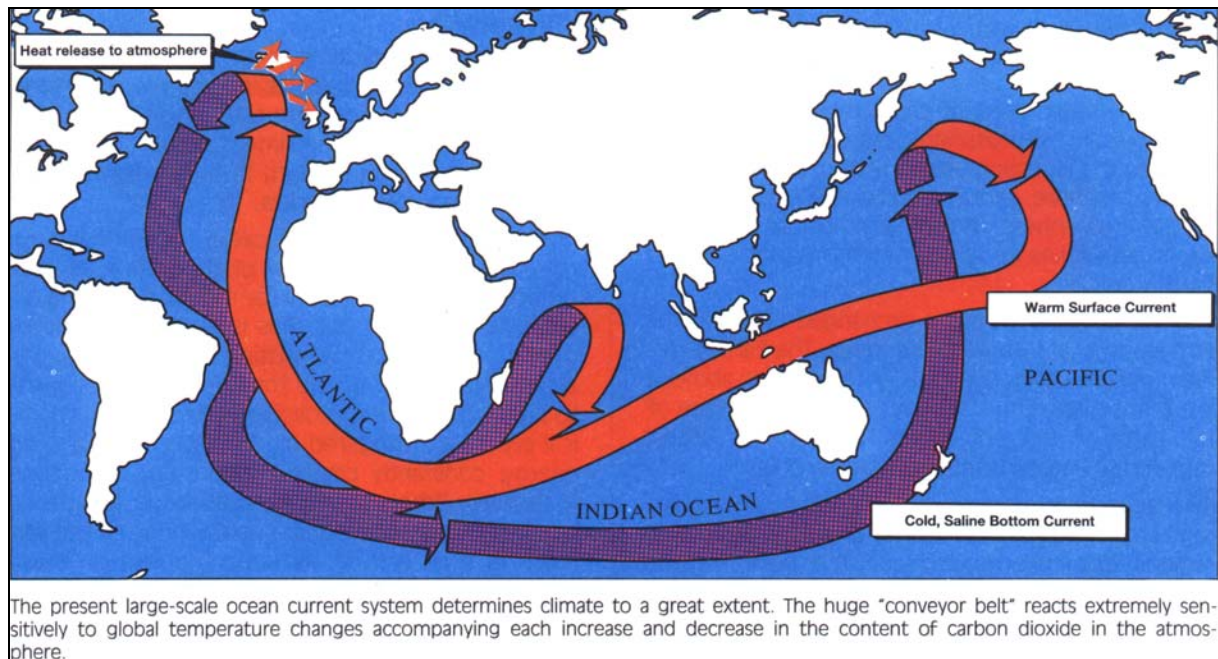 Heat release to atmosphere
Warm Surface Current
ATLANTIC
PACIFIC
INDIAN OCEAN
Cold, Saline Bottom Current
The present large-scale ocean current system determines climate to a great extent. The huge "conveyor belt" reacts extremely sen-
sitively to global temperature changes accompanying each increase and decrease in the content of carbon dioxide in the atmos-
phere.